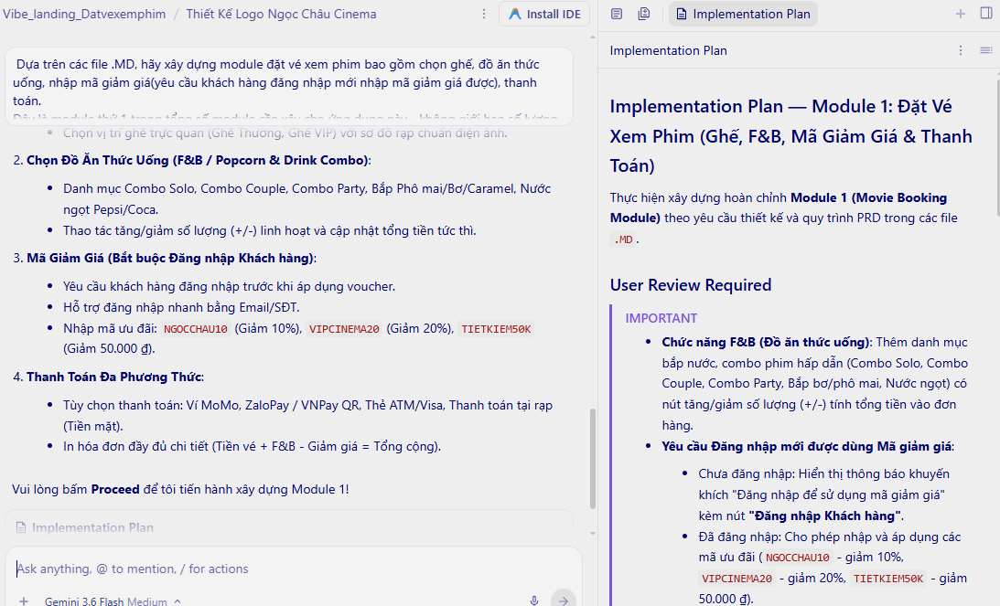 Vibe_landing_Datvexemphim / Thiết Kế Logo Ngọc Châu Cinema
Install IDE
Dựa trên các file .MD, hãy xây dựng module đặt vé xem phim bao gồm chọn ghế, đồ ăn thức
uống, nhập mã giảm giá(yêu cầu khách hàng đăng nhập mới nhập mã giảm giá được), thanh
toán.
Đây là module thứ 1 trong tổng số module cần xây cho ứng dụng này , không giới hạn số lượng
Chọn vị trí ghế trực quan (Ghế Thường, Ghế VIP) với sơ đồ rạp chuẩn điện ảnh.
2. Chọn Đồ Ăn Thức Uống (F&B / Popcorn & Drink Combo):
Danh mục Combo Solo, Combo Couple, Combo Party, Bắp Phô mai/Bơ/Caramel, Nước
ngọt Pepsi/Coca.
Thao tác tăng/giảm số lượng (+/-) linh hoạt và cập nhật tổng tiền tức thì.
3. Mã Giảm Giá (Bắt buộc Đăng nhập Khách hàng):
Yêu cầu khách hàng đăng nhập trước khi áp dụng voucher.
Hỗ trợ đăng nhập nhanh bằng Email/SĐT.
Nhập mã ưu đãi: NGOCCHAU10 (Giảm 10%), VIPCINEMA20 (Giảm 20%), TIETKIEM50K
(Giảm 50.000 ₫).
4. Thanh Toán Đa Phương Thức:
Tùy chọn thanh toán: Ví MoMo, ZaloPay / VNPay QR, Thẻ ATM/Visa, Thanh toán tại rạp
(Tiền mặt).
In hóa đơn đầy đủ chi tiết (Tiền vé + F&B - Giảm giá = Tổng cộng).
Vui lòng bấm Proceed để tôi tiến hành xây dựng Module 1!
Implementation Plan
Ask anything, @ to mention, / for actions
Gemini 3.6 Flash Medium
Implementation Plan
Implementation Plan
Implementation Plan — Module 1: Đặt Vé
Xem Phim (Ghế, F&B, Mã Giảm Giá & Thanh
Toán)
Thực hiện xây dựng hoàn chỉnh Module 1 (Movie Booking
Module) theo yêu cầu thiết kế và quy trình PRD trong các file
.MD.
User Review Required
IMPORTANT
Chức năng F&B (Đồ ăn thức uống): Thêm danh mục
bắp nước, combo phim hấp dẫn (Combo Solo, Combo
Couple, Combo Party, Bắp bơ/phô mai, Nước ngọt) có
nút tăng/giảm số lượng (+/-) tính tổng tiền vào đơn
hàng.
Yêu cầu Đăng nhập mới được dùng Mã giảm giá:
Chưa đăng nhập: Hiển thị thông báo khuyến
khích "Đăng nhập để sử dụng mã giảm giá"
kèm nút "Đăng nhập Khách hàng".
Đã đăng nhập: Cho phép nhập và áp dụng các
mã ưu đãi ( NGOCCHAU10 - giảm 10%,
VIPCINEMA20 - giảm 20%, TIETKIEM50K - giảm
50.000 ₫).